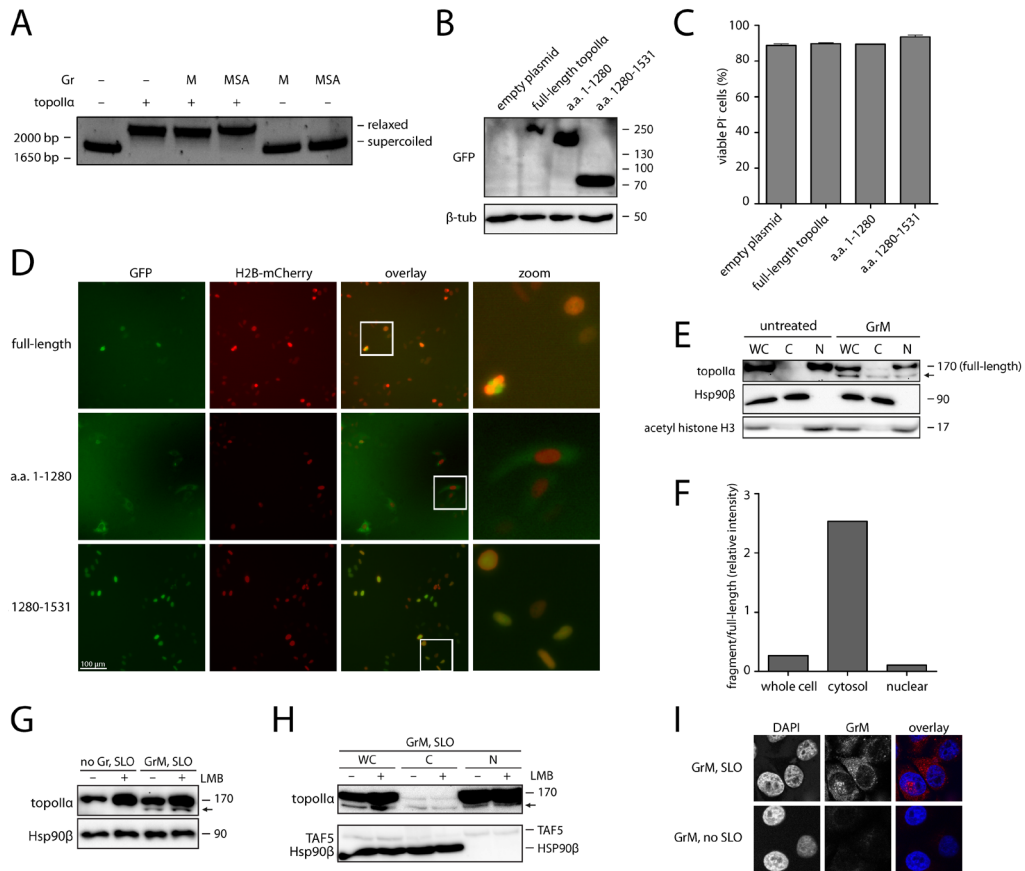 A
Gr – – M MSA M MSA
topoIIα – + + + – –
2000 bp –
1650 bp –
– relaxed
– supercoiled
B
empty plasmid
full-length topoIIα
a.a. 1-1280
a.a. 1280-1531
GFP
– 250
– 130
– 100
– 70
β-tub
– 50
C
viable PI⁻ cells (%)
100
80
60
40
20
0
empty plasmid
full-length topoIIα
a.a. 1-1280
a.a. 1280-1531
D
GFP H2B-mCherry overlay zoom
full-length
a.a. 1-1280
1280-1531
100 µm
E
untreated GrM
WC C N WC C N
topoIIα
– 170 (full-length)
Hsp90β
– 90
acetyl histone H3
– 17
F
fragment/full-length (relative intensity)
3
2
1
0
whole cell cytosol nuclear
G
no Gr, SLO GrM, SLO
– + – + LMB
topoIIα
– 170
Hsp90β
– 90
H
GrM, SLO
WC C N
– + – + – + LMB
topoIIα
– 170
TAF5
Hsp90β
– TAF5
– HSP90β
I
DAPI GrM overlay
GrM, SLO
GrM, no SLO